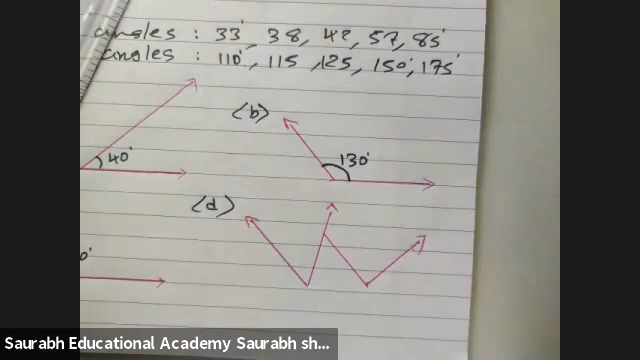 angles : 33°, 38, 42, 57, 85°
angles : 110°, 115, 125, 150°, 175°
(b)
40°
130°
(d)
0°
Saurabh Educational Academy Saurabh sh...